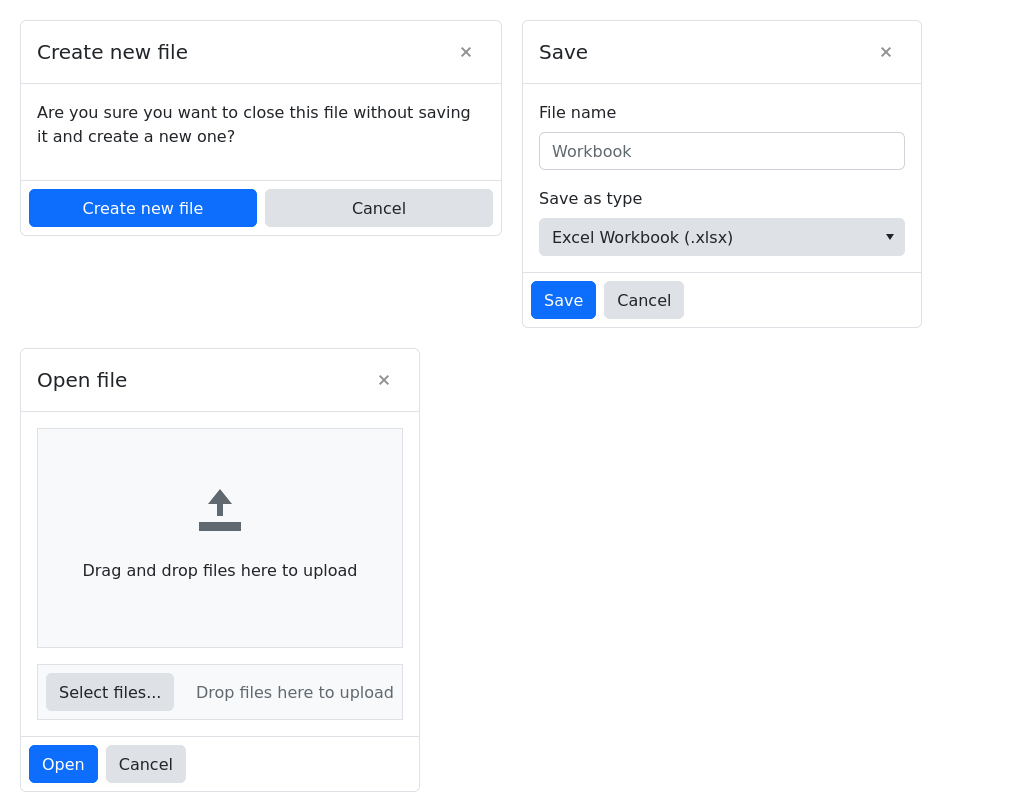 Create new file
Are you sure you want to close this file without saving
it and create a new one?
Create new file
Cancel
Save
File name
Workbook
Save as type
Excel Workbook (.xlsx)
Save
Cancel
Open file
Drag and drop files here to upload
Select files...
Drop files here to upload
Open
Cancel